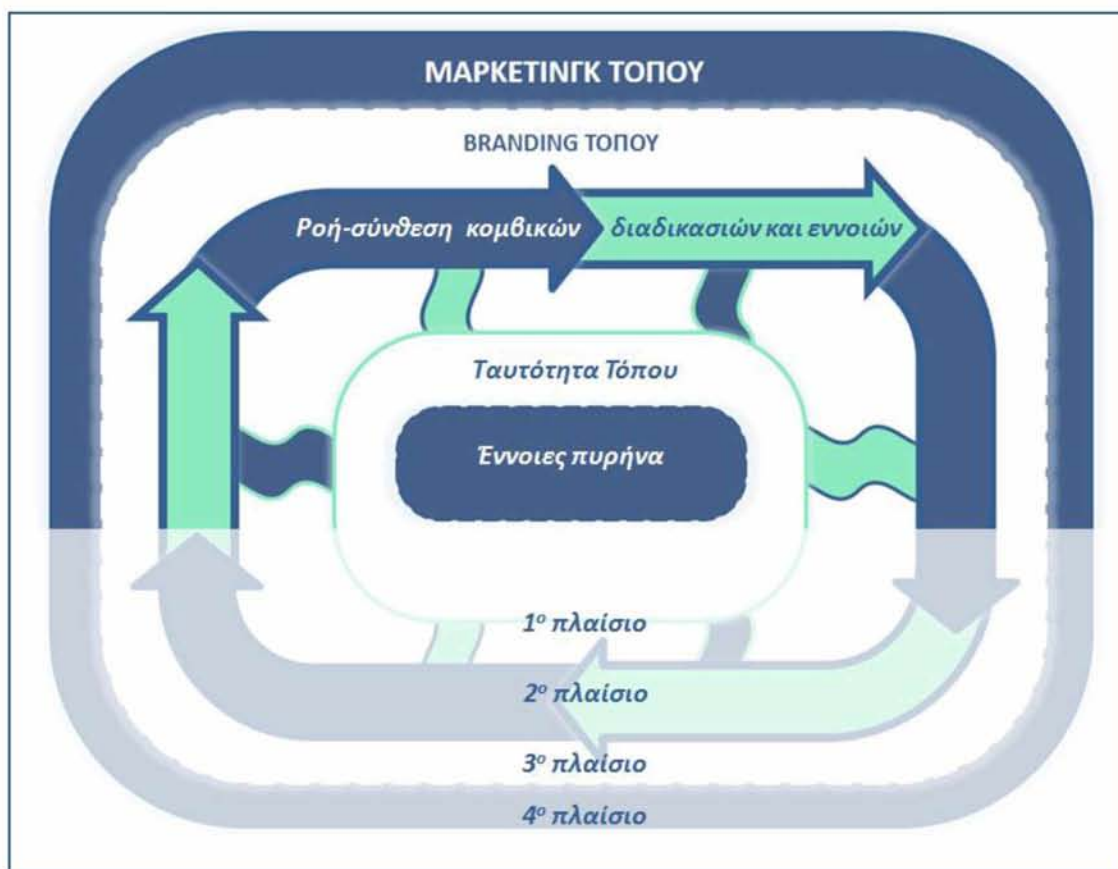 ΜΑΡΚΕΤΙΝΓΚ ΤΟΠΟΥ
BRANDING ΤΟΠΟΥ
Ροή-σύνθεση κομβικών διαδικασιών και εννοιών
Ταυτότητα Τόπου
Έννοιες πυρήνα
1ο πλαίσιο
2ο πλαίσιο
3ο πλαίσιο
4ο πλαίσιο